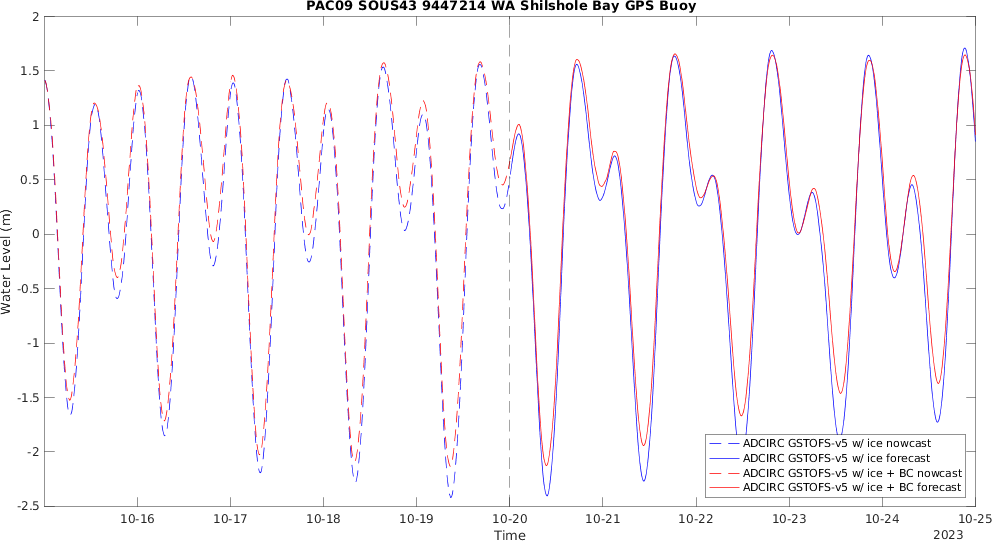 PAC09 SOUS43 9447214 WA Shilshole Bay GPS Buoy
2
1.5
1
0.5
0
-0.5
-1
-1.5
-2
-2.5
Water Level (m)
10-16 10-17 10-18 10-19 10-20 10-21 10-22 10-23 10-24 10-25
Time
2023
ADCIRC GSTOFS-v5 w/ ice nowcast
ADCIRC GSTOFS-v5 w/ ice forecast
ADCIRC GSTOFS-v5 w/ ice + BC nowcast
ADCIRC GSTOFS-v5 w/ ice + BC forecast